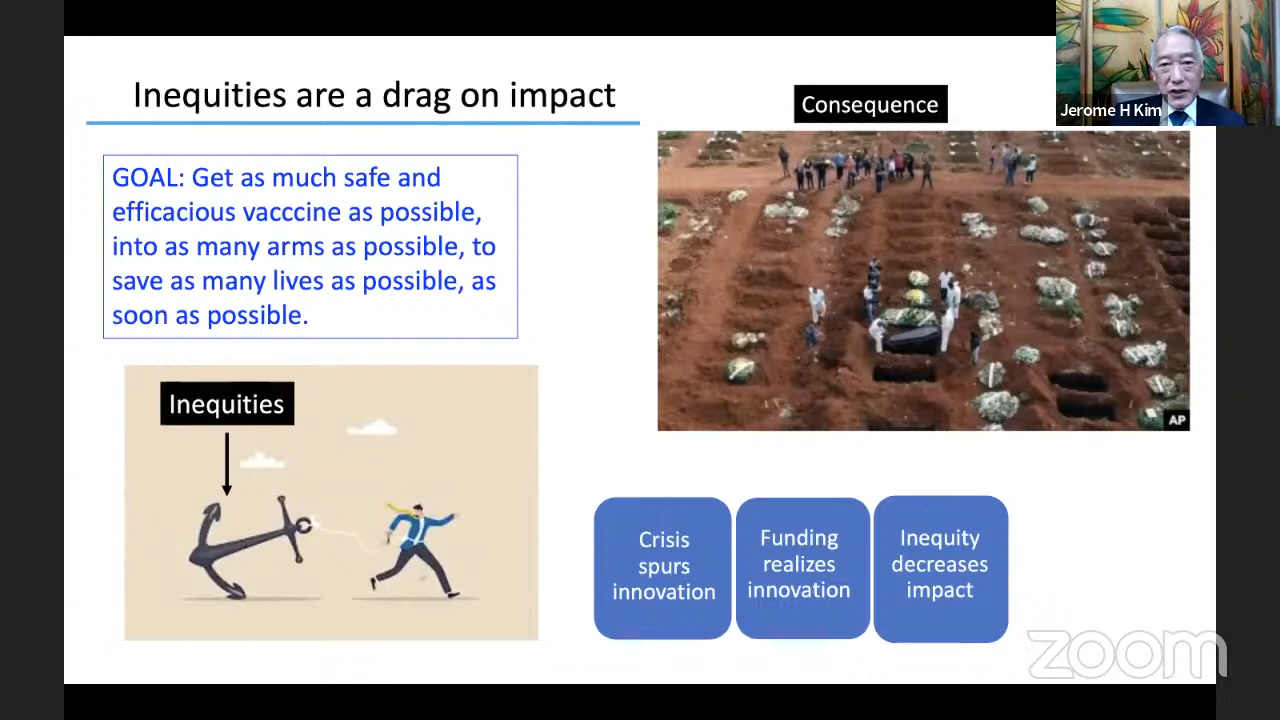 Inequities are a drag on impact
Consequence
Jerome H Kim
GOAL: Get as much safe and
efficacious vacccine as possible,
into as many arms as possible, to
save as many lives as possible, as
soon as possible.
Inequities
AP
Crisis
spurs
innovation
Funding
realizes
innovation
Inequity
decreases
impact
zoom